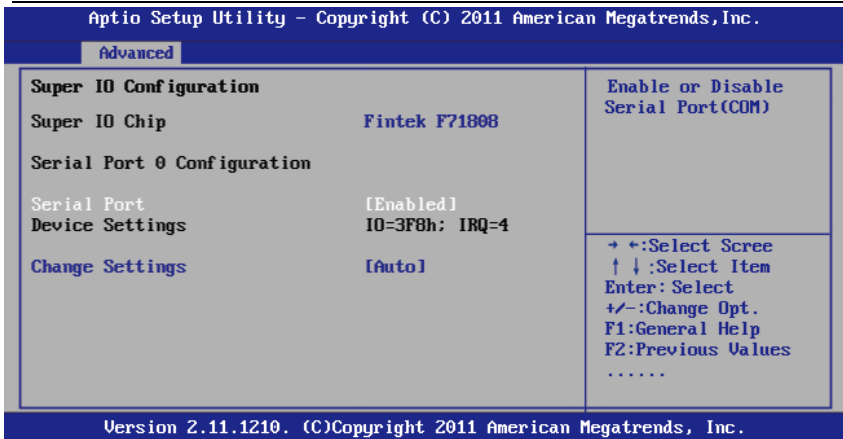 Aptio Setup Utility – Copyright (C) 2011 American Megatrends,Inc.
Advanced
Super IO Configuration
Super IO Chip Fintek F71808
Serial Port 0 Configuration
Serial Port [Enabled]
Device Settings IO=3F8h; IRQ=4
Change Settings [Auto]
Enable or Disable
Serial Port(COM)
→ ←:Select Scree
↑ ↓ :Select Item
Enter: Select
+/-:Change Opt.
F1:General Help
F2:Previous Values
......
Version 2.11.1210. (C)Copyright 2011 American Megatrends, Inc.